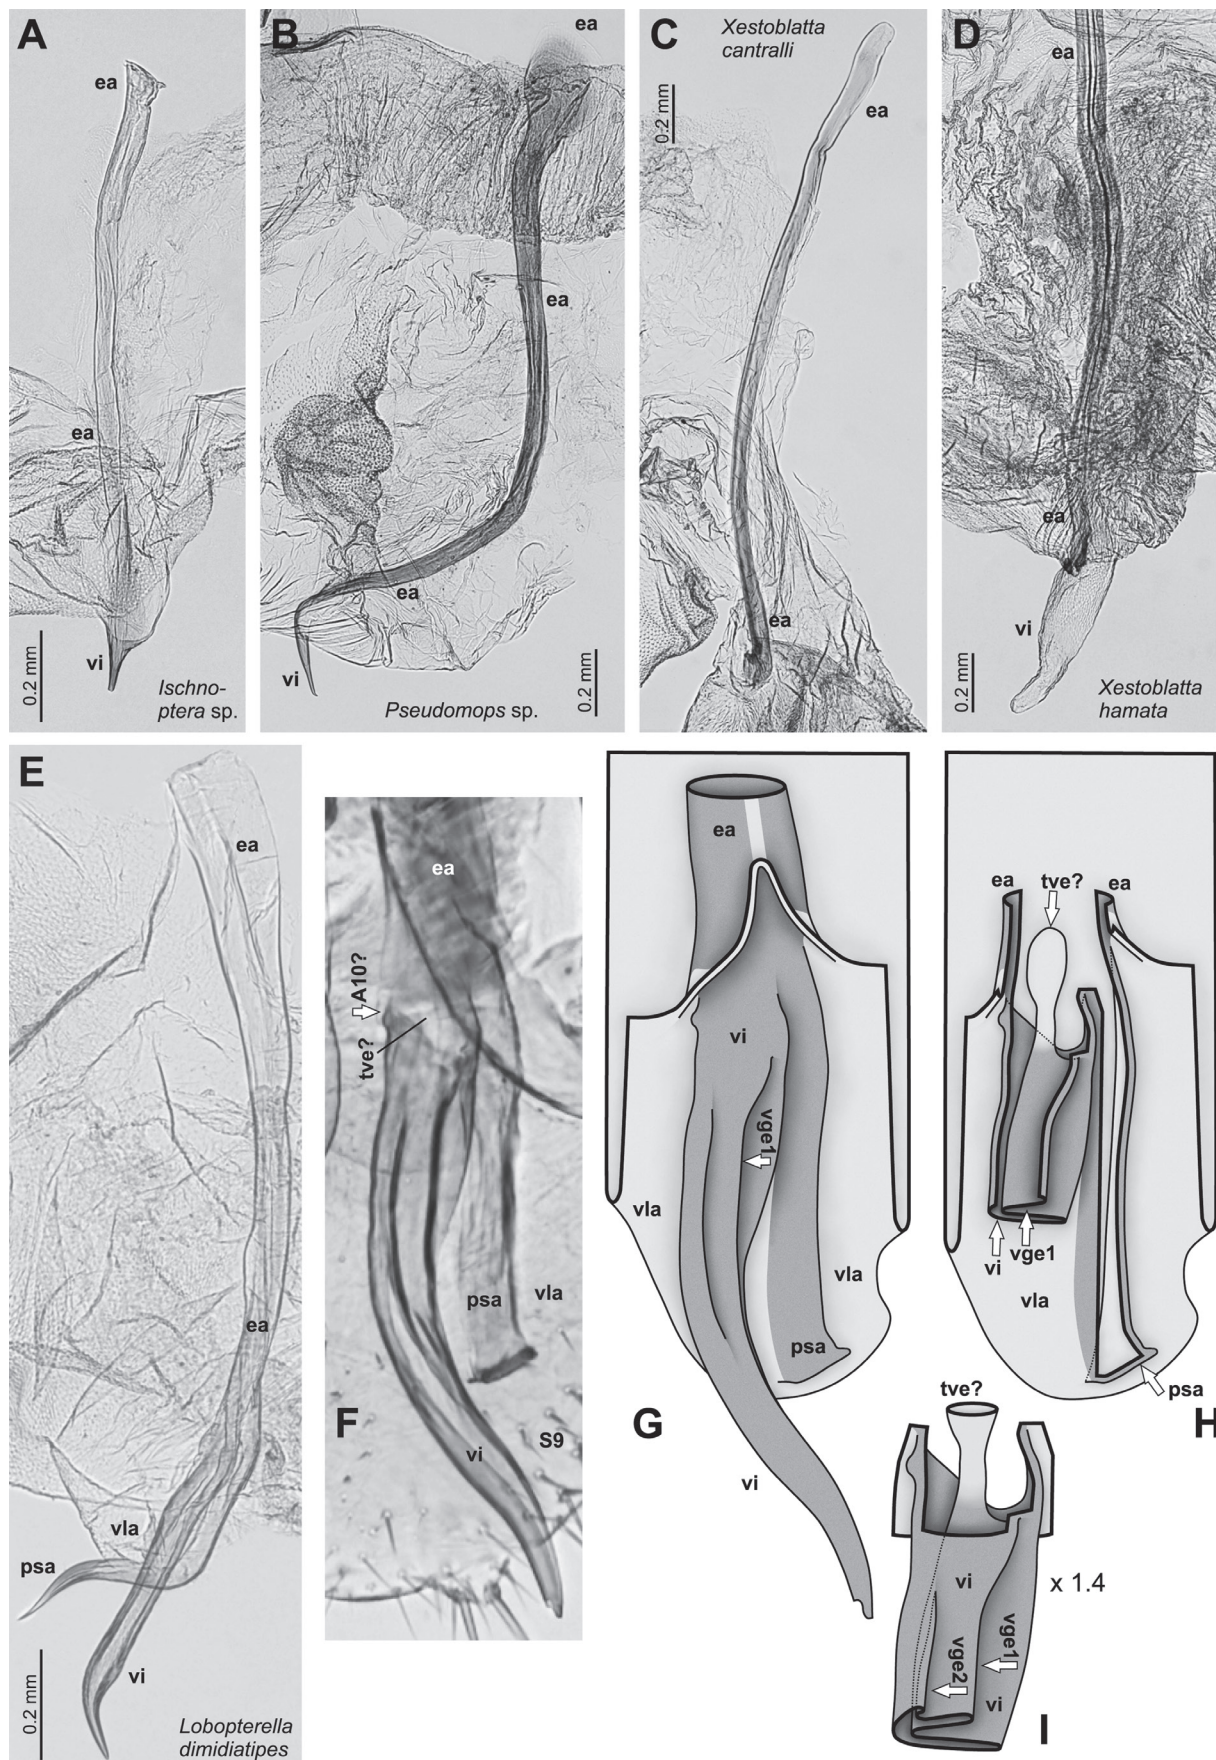 A
ea
ea
vi
0.2 mm
Ischno-
ptera sp.
B
ea
ea
ea
vi
Pseudomops sp.
0.2 mm
C
Xestoblatta
cantralli
0.2 mm
ea
ea
D
ea
ea
vi
0.2 mm
Xestoblatta
hamata
E
ea
ea
vla
psa
vi
0.2 mm
Lobopterella
dimidiatipes
ea
A10?
tve?
psa
vla
F
S9
vi
ea
vi
vge1
vla
vla
psa
G
vi
ea
tve?
ea
vi
vge1
vla
psa
H
tve?
vi
x 1.4
vge1
vge2
vi
I